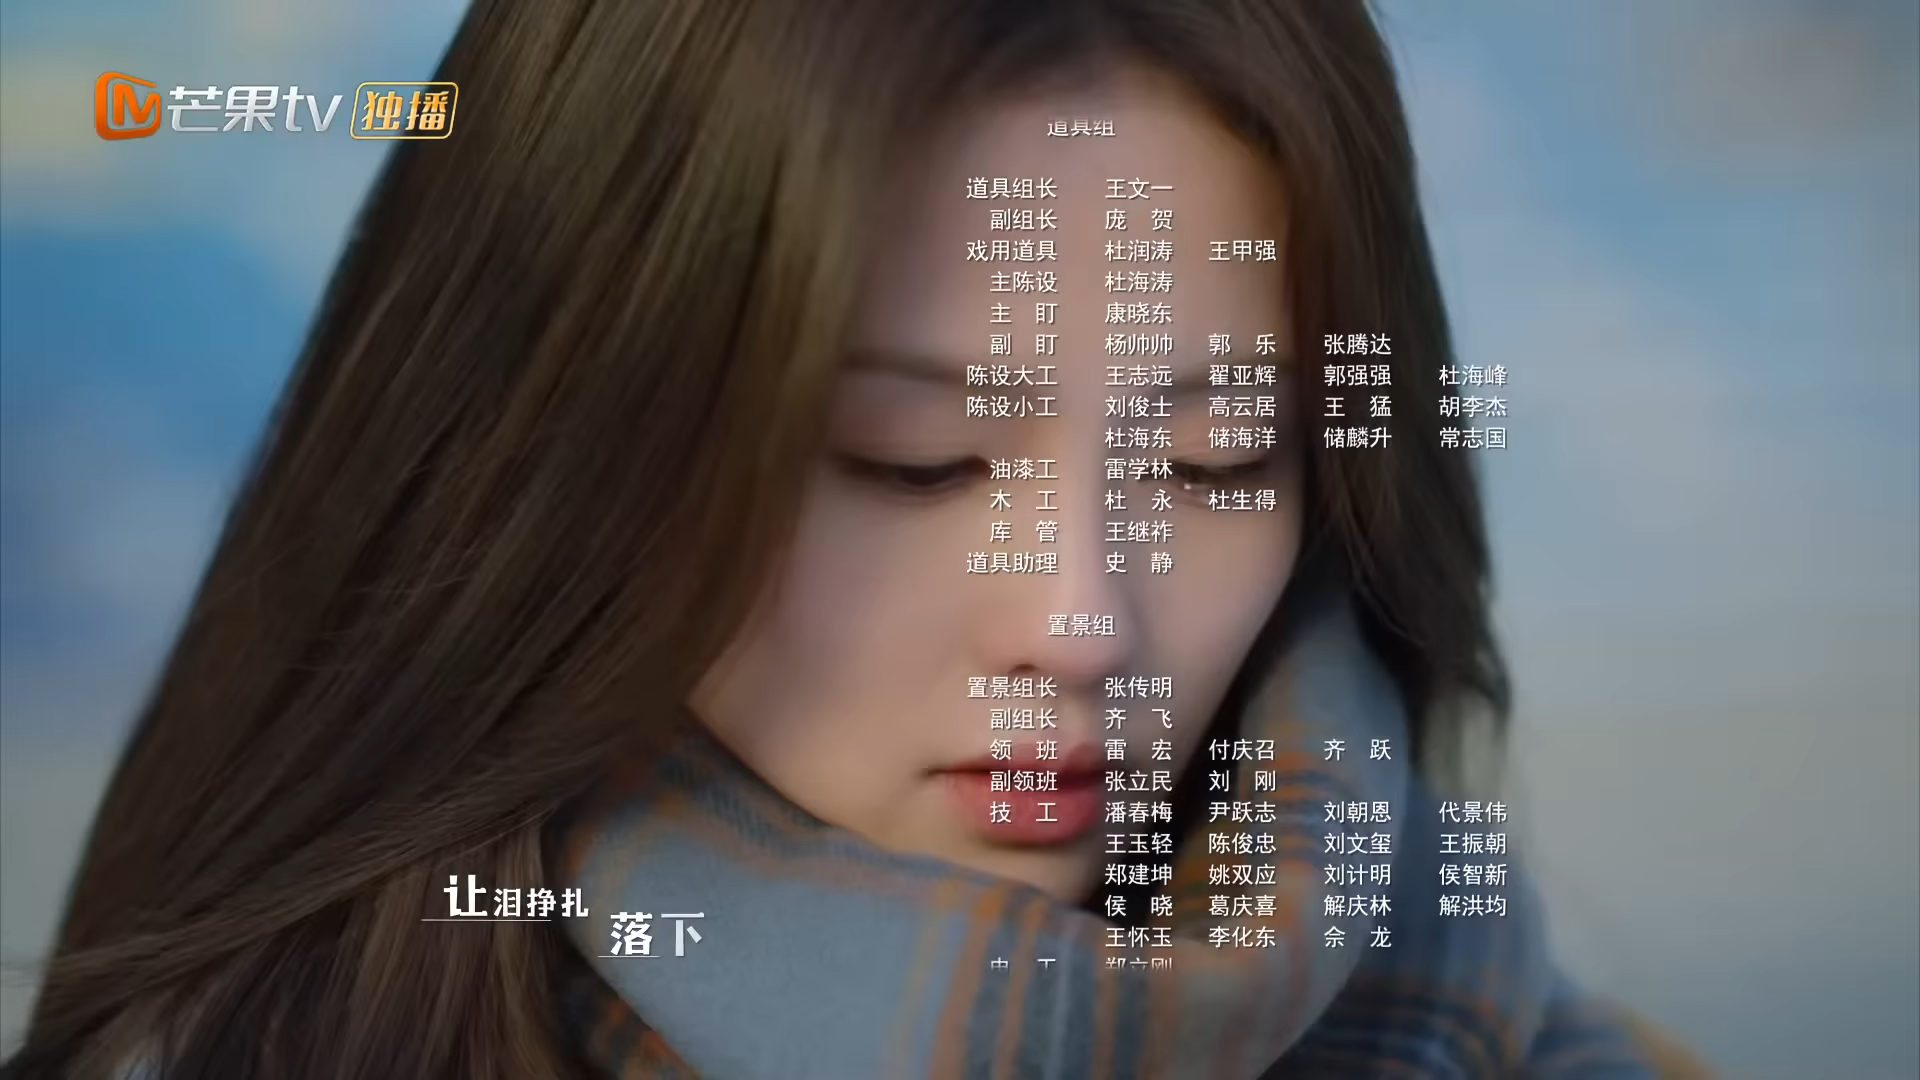 芒果tv 独播
道具组
道具组长 王文一
副组长 庞 贺
戏用道具 杜润涛 王甲强
主陈设 杜海涛
主 盯 康晓东
副 盯 杨帅帅 郭 乐 张腾达
陈设大工 王志远 翟亚辉 郭强强 杜海峰
陈设小工 刘俊士 高云居 王 猛 胡李杰
杜海东 储海洋 储麟升 常志国
油漆工 雷学林
木 工 杜 永 杜生得
库 管 王继祚
道具助理 史 静
置景组
置景组长 张传明
副组长 齐 飞
领 班 雷 宏 付庆召 齐 跃
副领班 张立民 刘 刚
技 工 潘春梅 尹跃志 刘朝恩 代景伟
王玉轻 陈俊忠 刘文玺 王振朝
郑建坤 姚双应 刘计明 侯智新
侯 晓 葛庆喜 解庆林 解洪均
王怀玉 李化东 佘 龙
让泪挣扎
落下